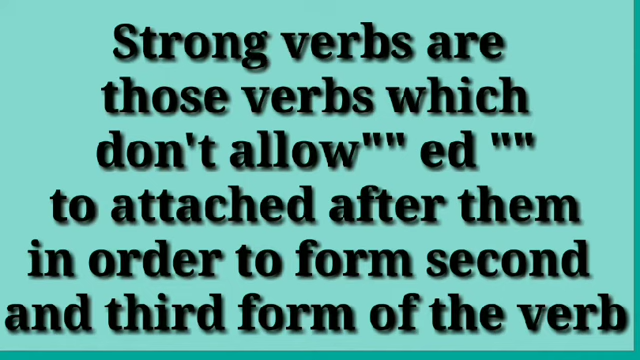 Strong verbs are
those verbs which
don't allow"" ed ""
to attached after them
in order to form second
and third form of the verb